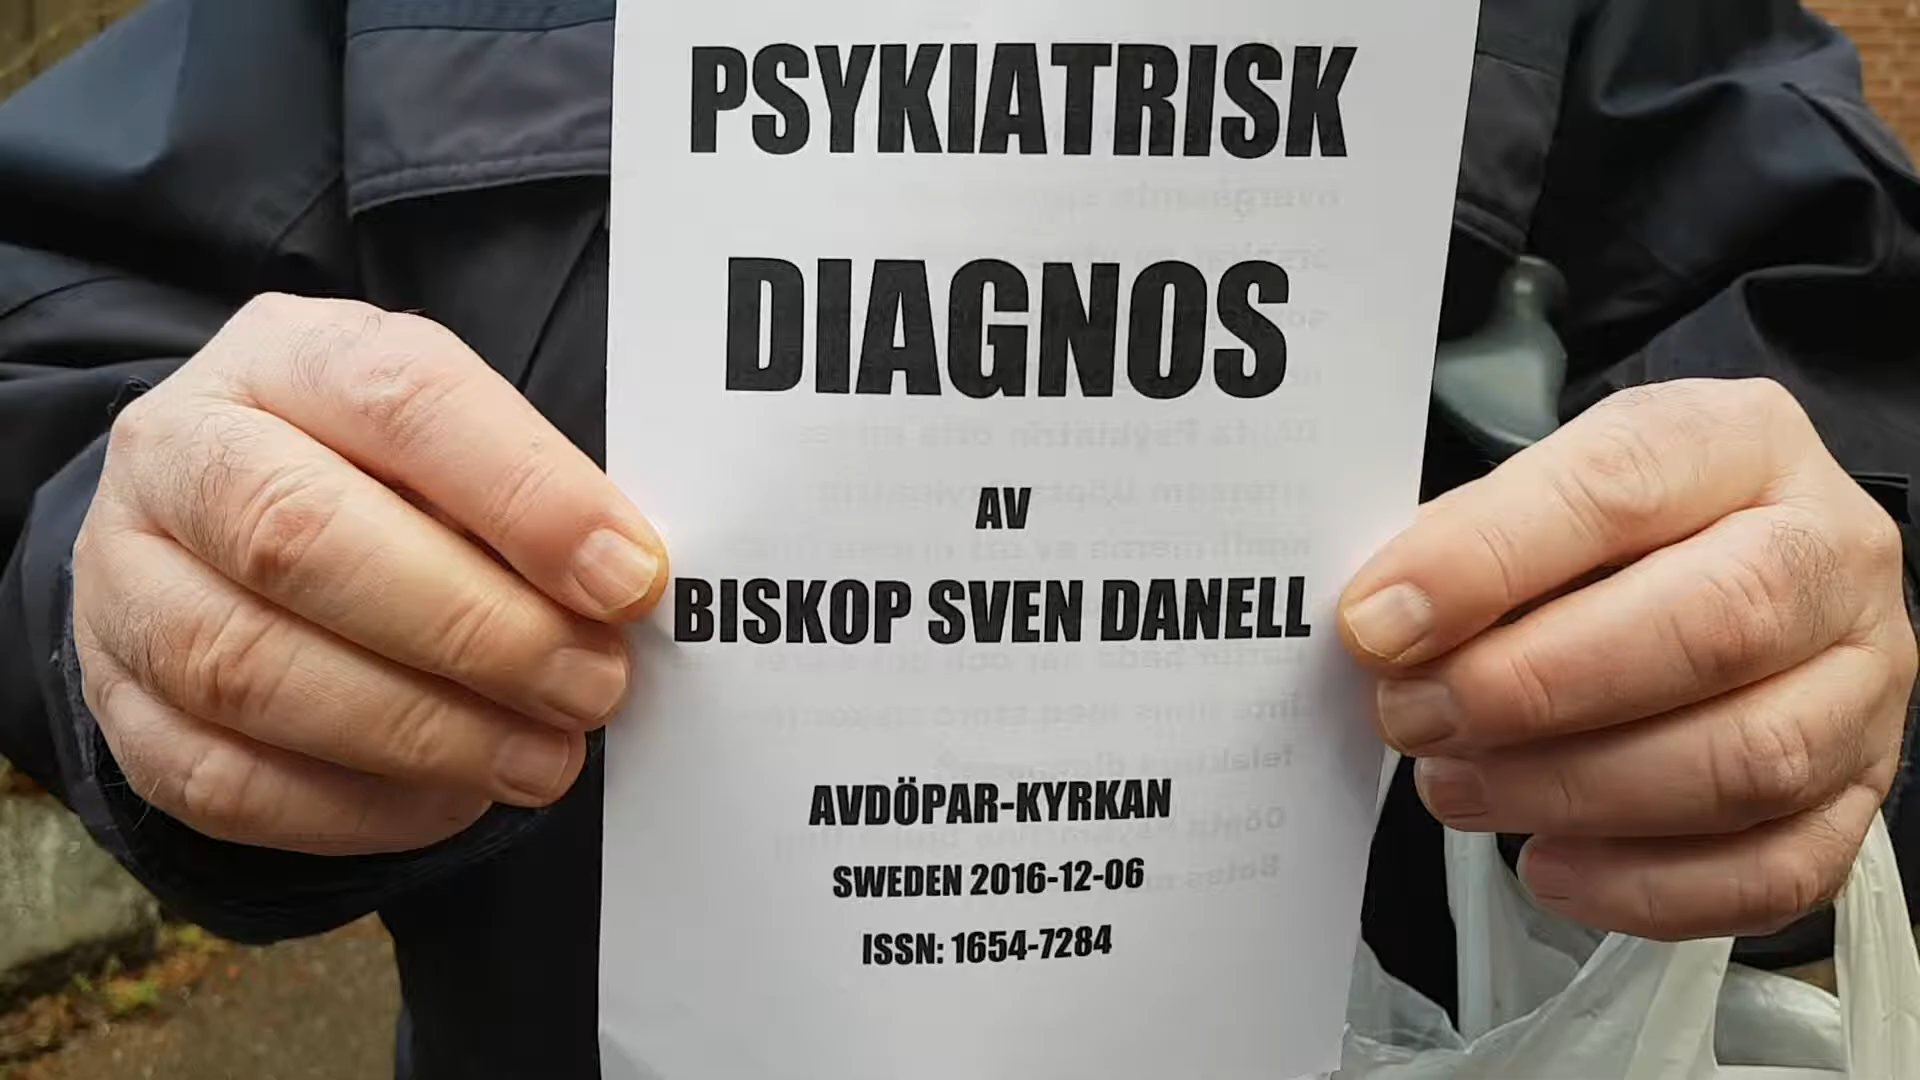 PSYKIATRISK
DIAGNOS
AV
BISKOP SVEN DANELL
AVDÖPAR-KYRKAN
SWEDEN 2016-12-06
ISSN: 1654-7284